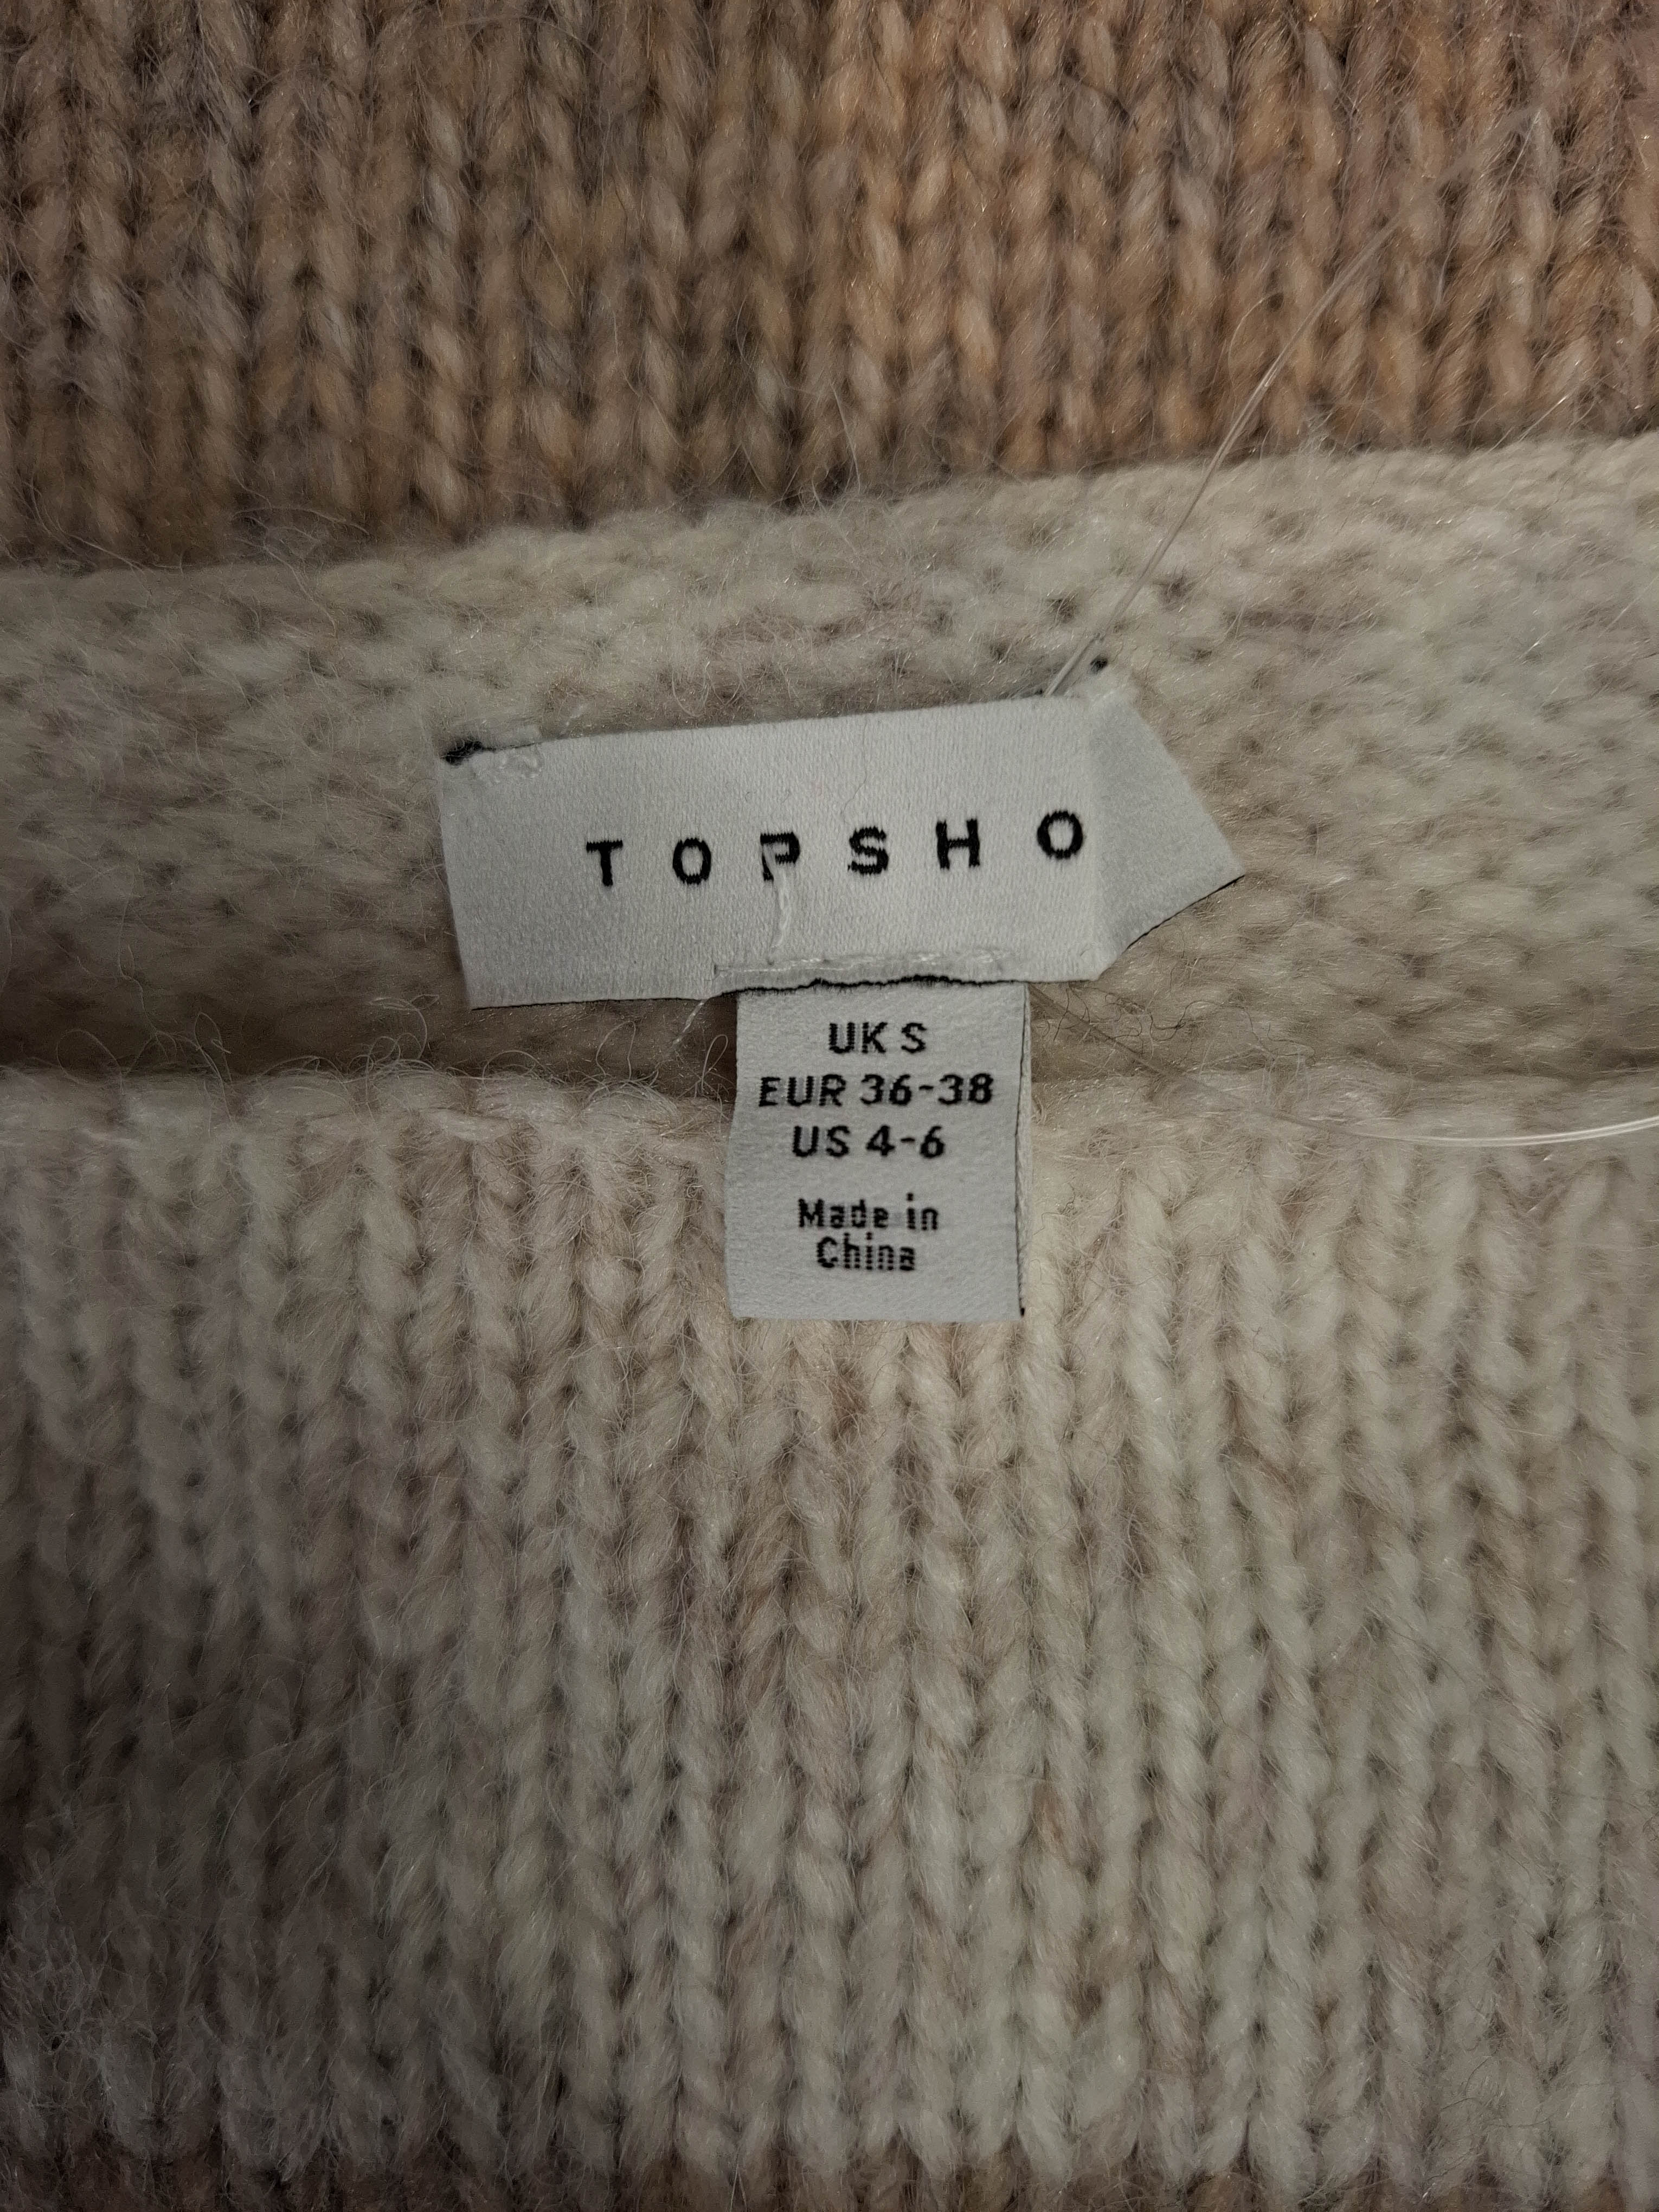 TOPSHO
UK S
EUR 36-38
US 4-6
Made in
China